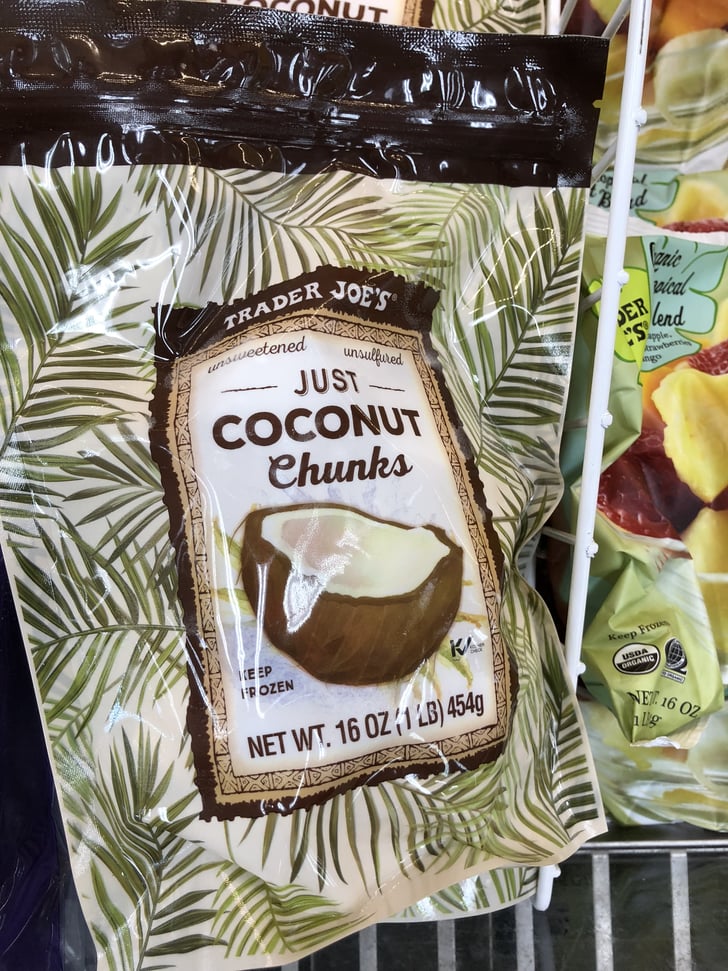 COCONUT
TRADER JOE'S
unsweetened unsulfured
JUST
COCONUT
Chunks
KEEP
FROZEN
NET WT. 16 OZ (1 LB) 454g
Keep Frozen
USDA
ORGANIC
NET. 16 OZ